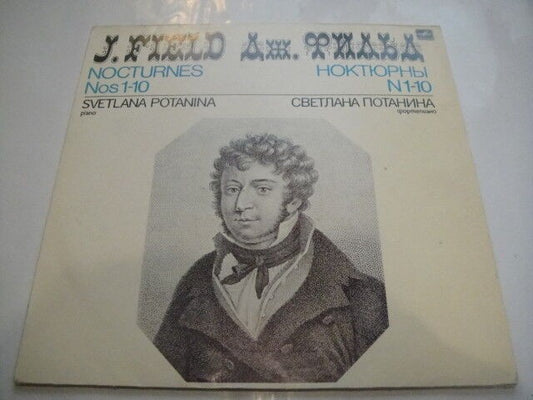 J. FIELD Дж. ФИЛЬД
NOCTURNES НОКТЮРНЫ
Nos 1-10 N 1-10
SVETLANA POTANINA СВЕТЛАНА ПОТАНИНА
piano фортепиано